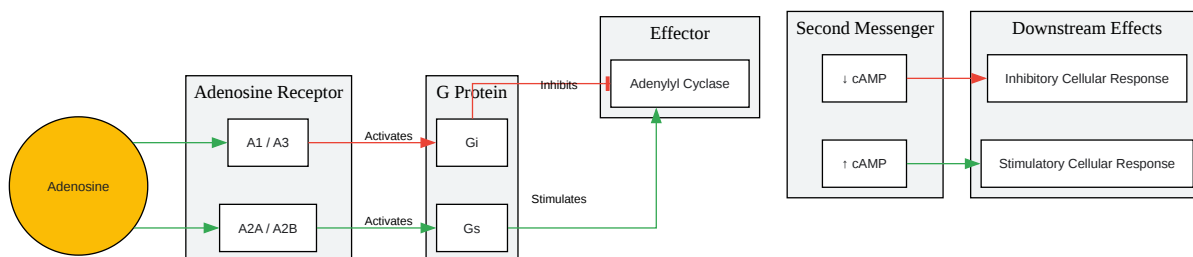 Adenosine
Adenosine Receptor
A1 / A3
A2A / A2B
Activates
Activates
G Protein
Gi
Gs
Inhibits
Stimulates
Effector
Adenylyl Cyclase
Second Messenger
↓ cAMP
↑ cAMP
Downstream Effects
Inhibitory Cellular Response
Stimulatory Cellular Response